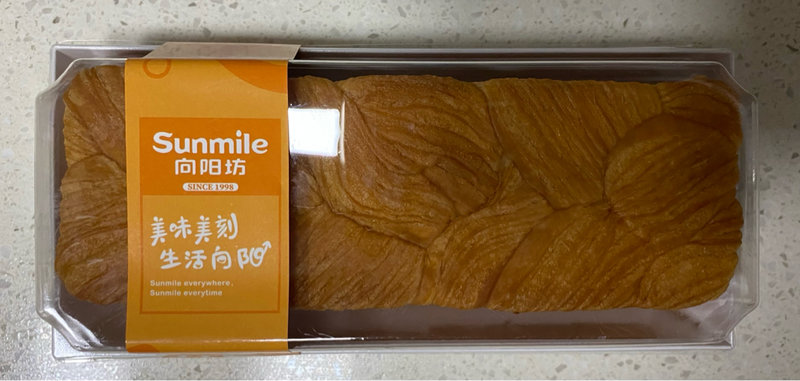 Sunmile
向阳坊
SINCE 1998
美味美刻
生活向阳
Sunmile everywhere,
Sunmile everytime